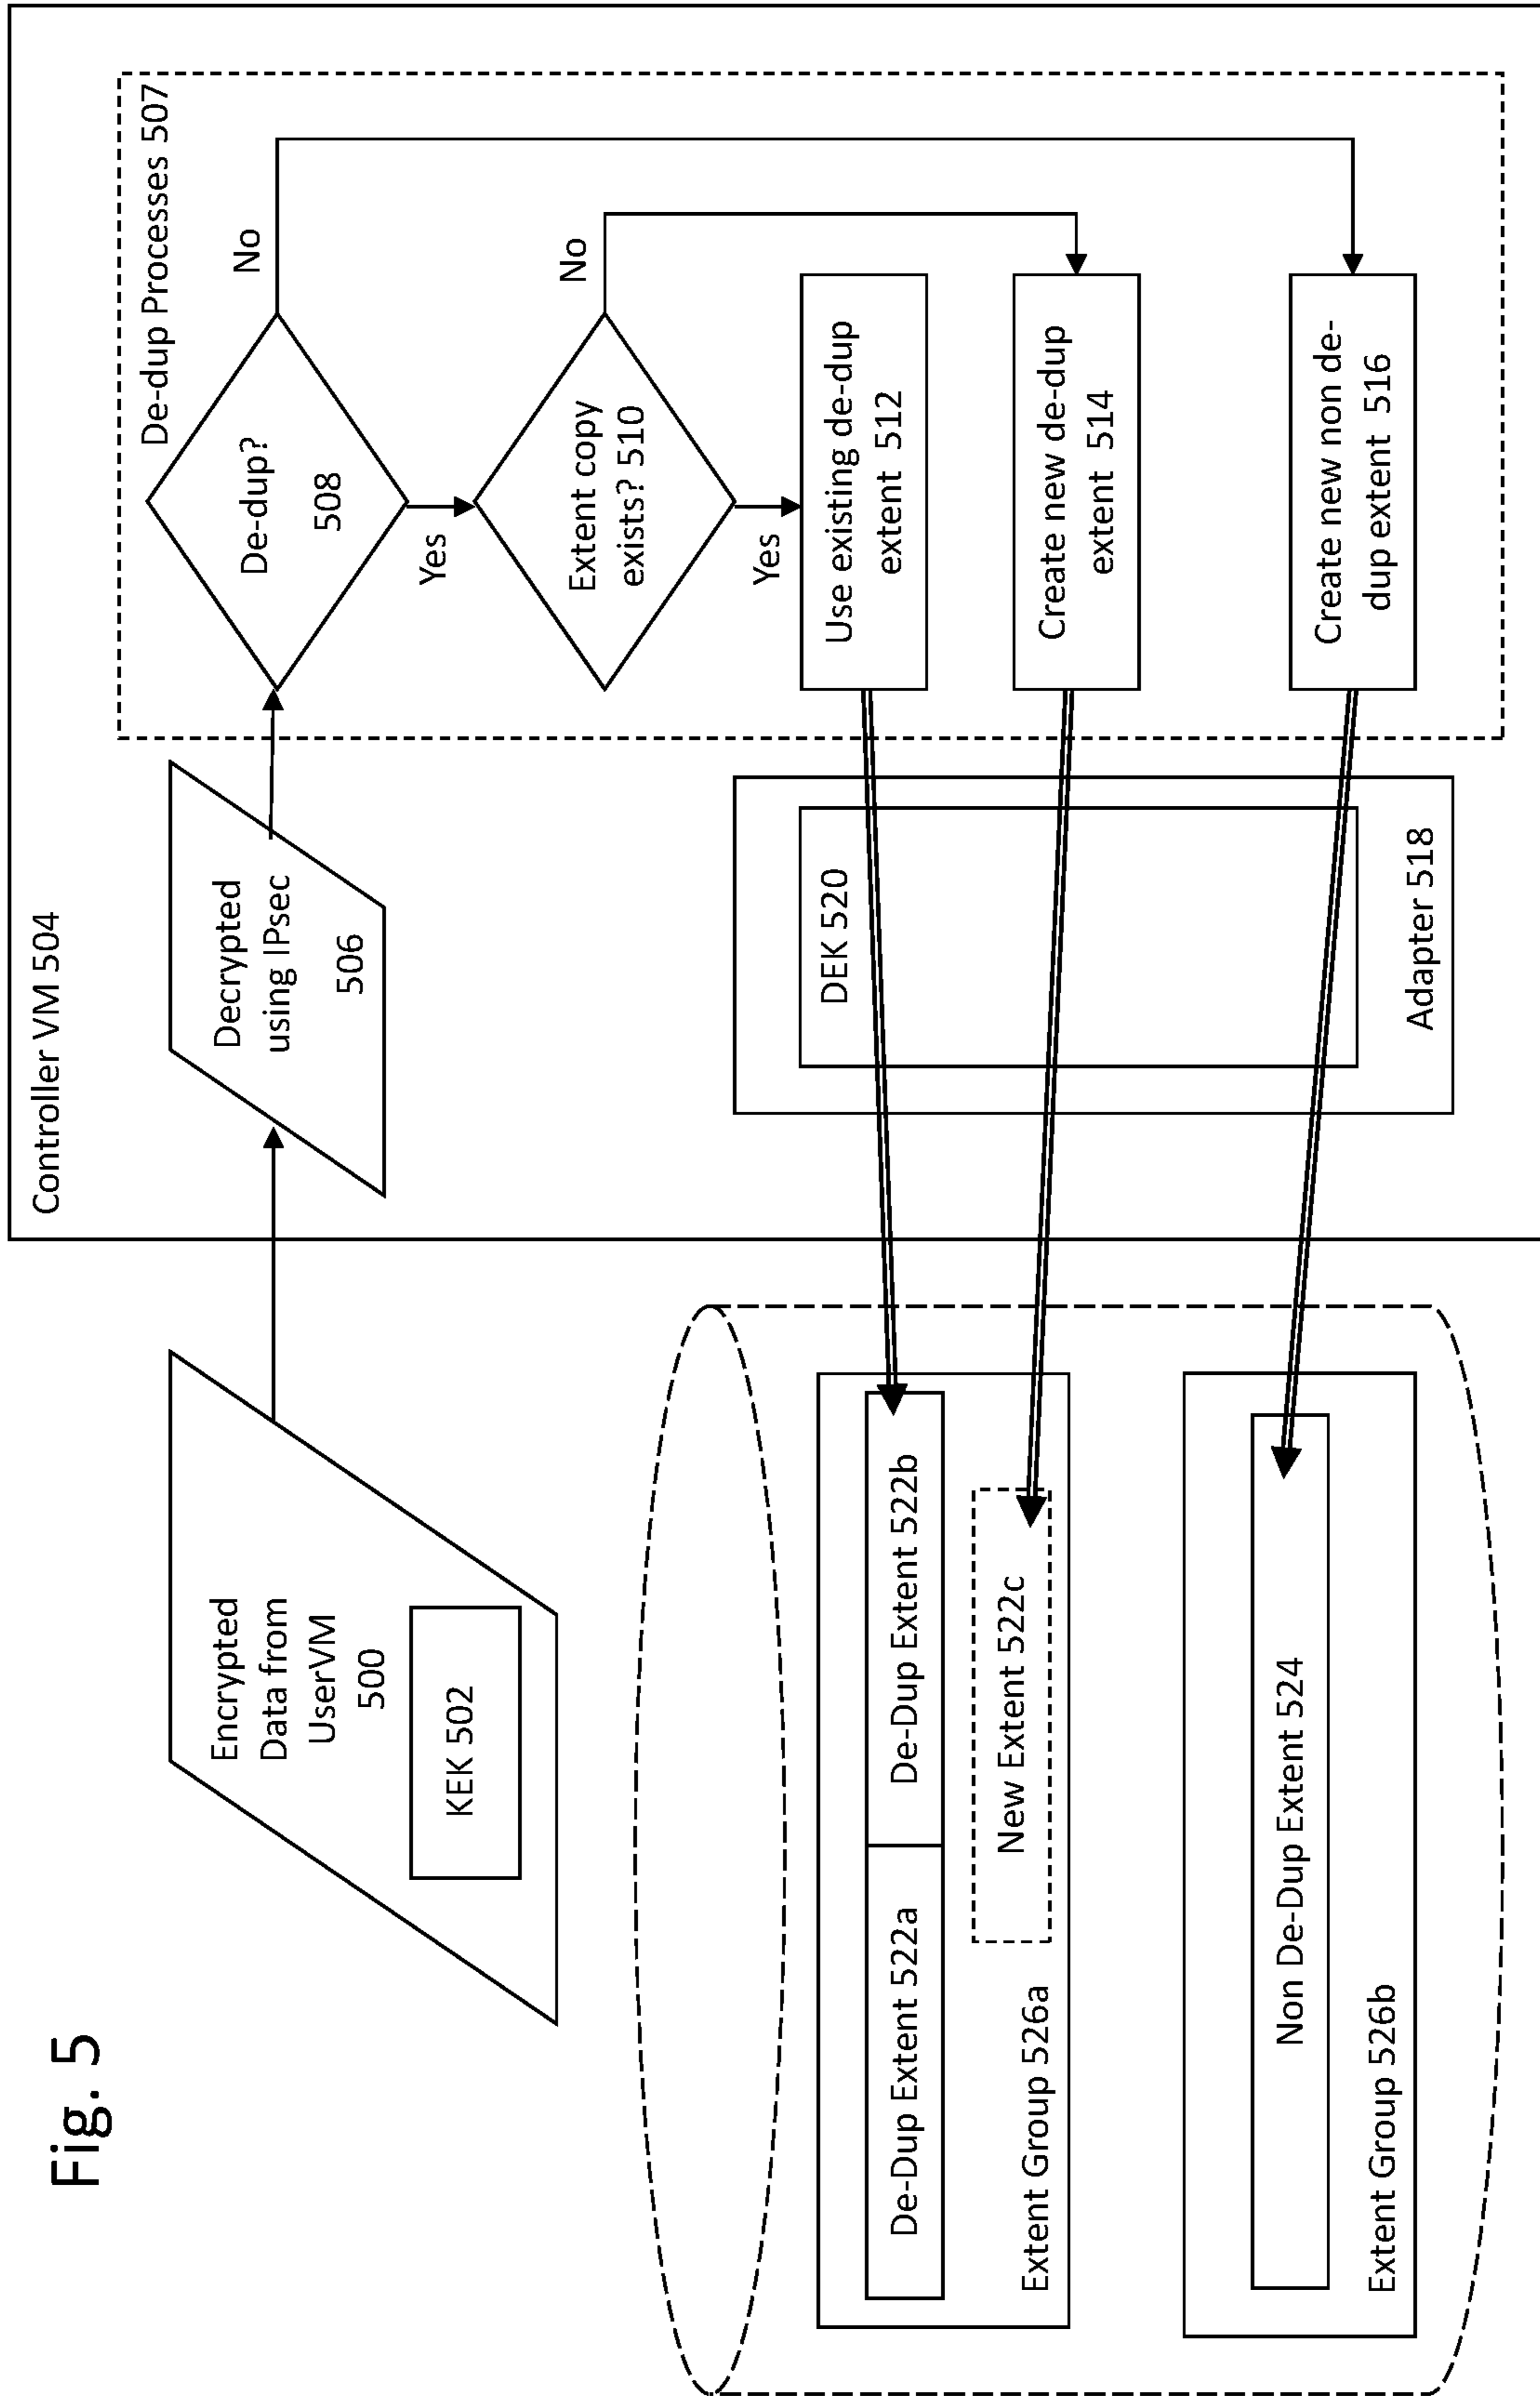 Fig. 5
Encrypted
Data from
UserVM
500
KEK 502
Controller VM 504
Decrypted
using IPsec
506
De-dup Processes 507
De-dup?
508
No
Yes
Extent copy
exists? 510
No
Yes
Use existing de-dup
extent 512
Create new de-dup
extent 514
Create new non de-
dup extent 516
DEK 520
Adapter 518
De-Dup Extent 522a
De-Dup Extent 522b
New Extent 522c
Extent Group 526a
Non De-Dup Extent 524
Extent Group 526b